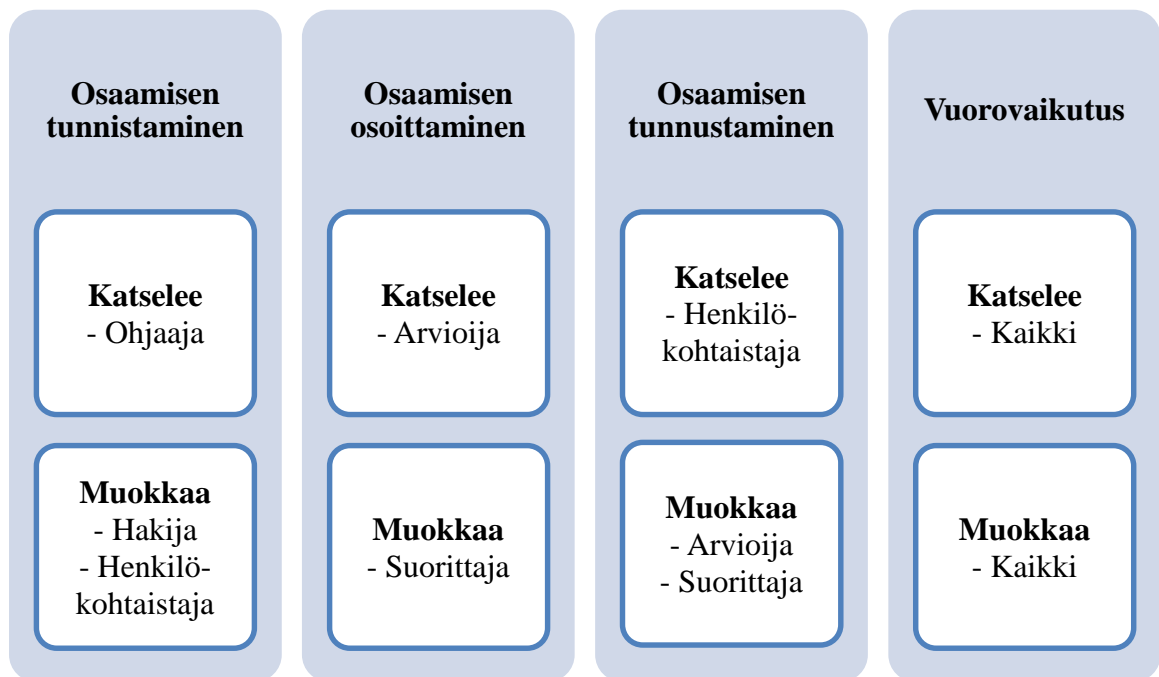 Osaamisen
tunnistaminen
Katselee
- Ohjaaja
Muokkaa
- Hakija
- Henkilö-
kohtaistaja
Osaamisen
osoittaminen
Katselee
- Arvioija
Muokkaa
- Suorittaja
Osaamisen
tunnustaminen
Katselee
- Henkilö-
kohtaistaja
Muokkaa
- Arvioija
- Suorittaja
Vuorovaikutus
Katselee
- Kaikki
Muokkaa
- Kaikki